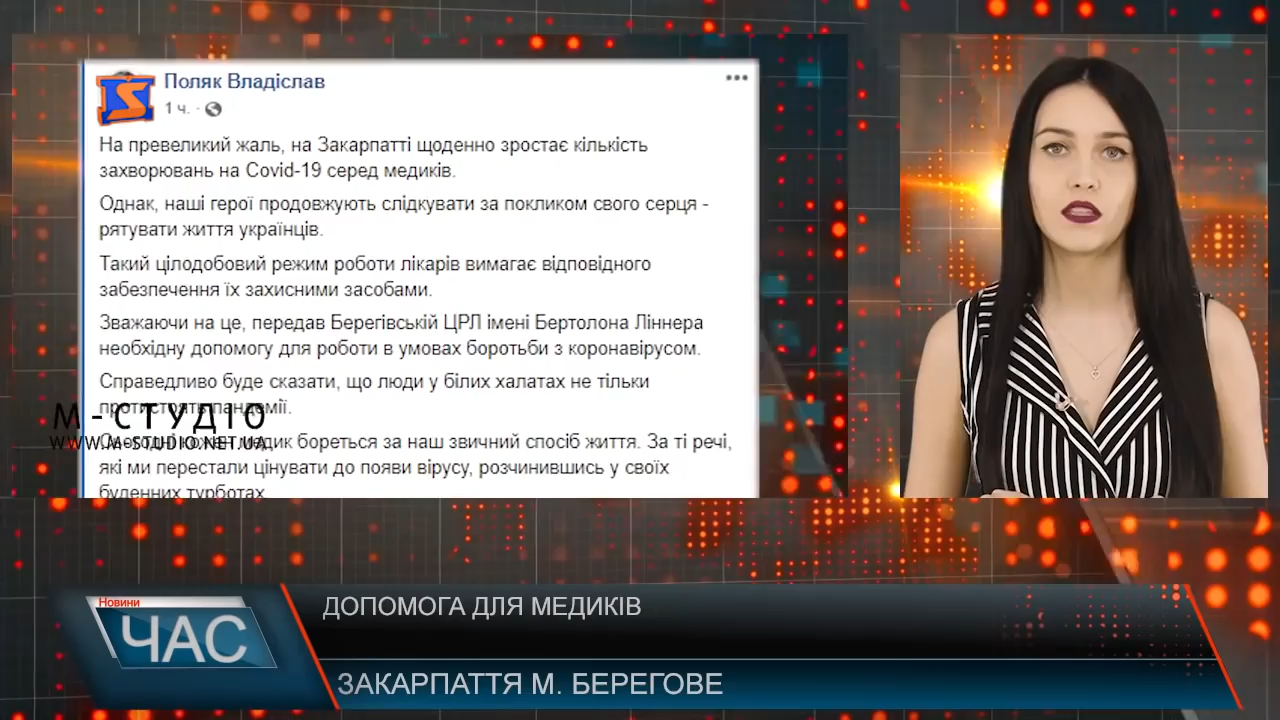 Поляк Владіслав
1 ч. ·
На превеликий жаль, на Закарпатті щоденно зростає кількість
захворювань на Covid-19 серед медиків.
Однак, наші герої продовжують слідкувати за покликом свого серця -
рятувати життя українців.
Такий цілодобовий режим роботи лікарів вимагає відповідного
забезпечення їх захисними засобами.
Зважаючи на це, передав Берегівській ЦРЛ імені Бертолона Ліннера
необхідну допомогу для роботи в умовах боротьби з коронавірусом.
Справедливо буде сказати, що люди у білих халатах не тільки
протистоять пандемії.
М-СТУДІО
WWW.M-STUDIO.NET.UA
медик бореться за наш звичний спосіб життя. За ті речі,
які ми перестали цінувати до появи вірусу, розчинившись у своїх
буденних турботах
Новини
ЧАС
ДОПОМОГА ДЛЯ МЕДИКІВ
ЗАКАРПАТТЯ М. БЕРЕГОВЕ